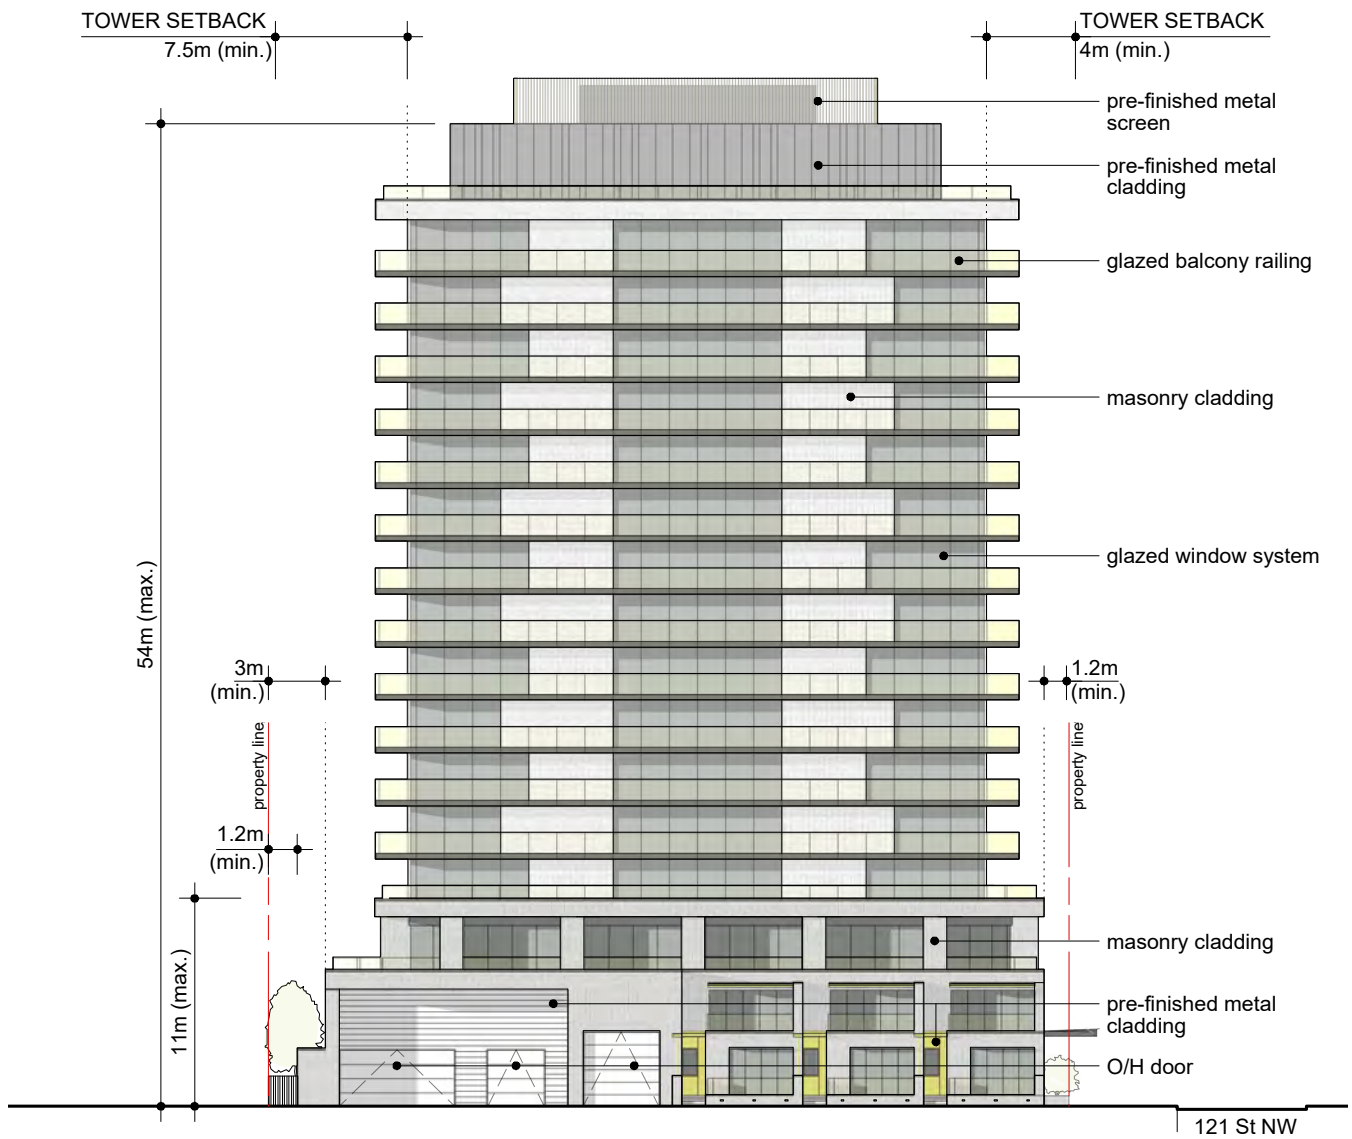 TOWER SETBACK
7.5m (min.)
TOWER SETBACK
4m (min.)
pre-finished metal
screen
pre-finished metal
cladding
glazed balcony railing
masonry cladding
glazed window system
54m (max.)
3m
(min.)
1.2m
(min.)
property line
property line
1.2m
(min.)
11m (max.)
masonry cladding
pre-finished metal
cladding
O/H door
121 St NW